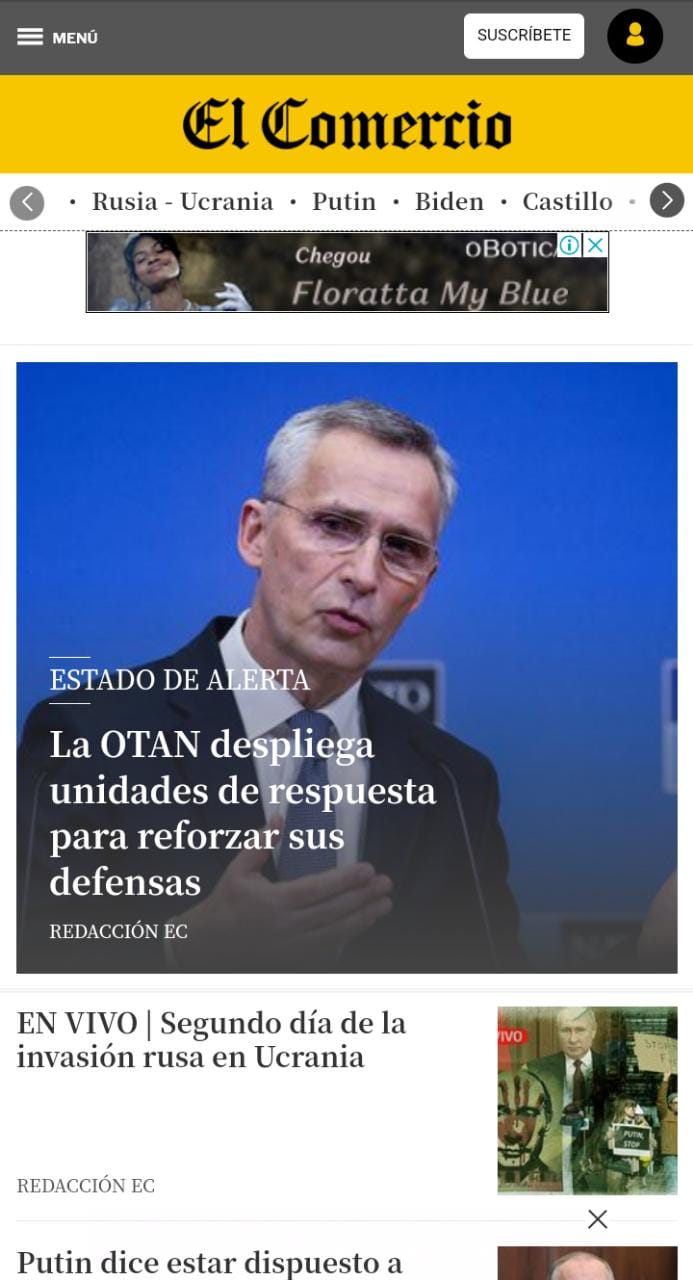 MENÚ
SUSCRÍBETE
El Comercio
• Rusia - Ucrania • Putin • Biden • Castillo •
Chegou
Floratta My Blue
ESTADO DE ALERTA
La OTAN despliega
unidades de respuesta
para reforzar sus
defensas
REDACCIÓN EC
EN VIVO | Segundo día de la
invasión rusa en Ucrania
VIVO
PUTIN,
STOP
REDACCIÓN EC
Putin dice estar dispuesto a